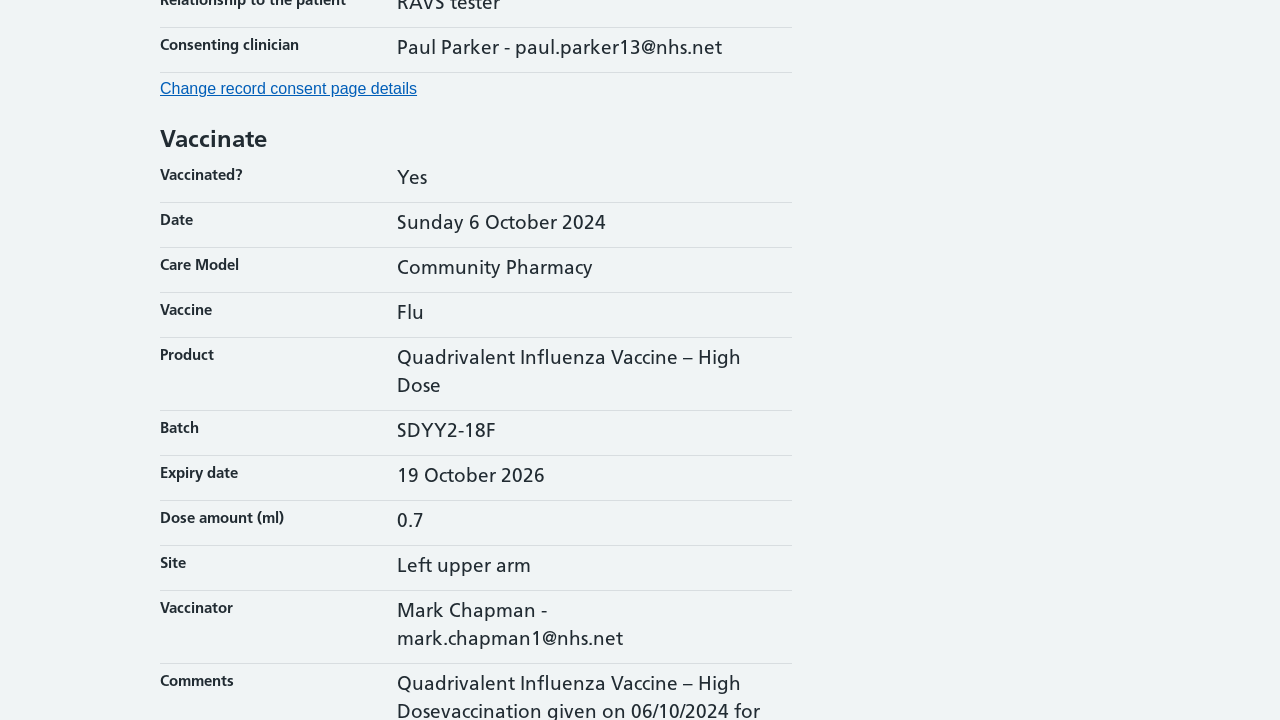 Relationship to the patient RAVS tester
Consenting clinician Paul Parker - paul.parker13@nhs.net
Change record consent page details
Vaccinate
Vaccinated? Yes
Date Sunday 6 October 2024
Care Model Community Pharmacy
Vaccine Flu
Product Quadrivalent Influenza Vaccine – High
Dose
Batch SDYY2-18F
Expiry date 19 October 2026
Dose amount (ml) 0.7
Site Left upper arm
Vaccinator Mark Chapman -
mark.chapman1@nhs.net
Comments Quadrivalent Influenza Vaccine – High
Dosevaccination given on 06/10/2024 for